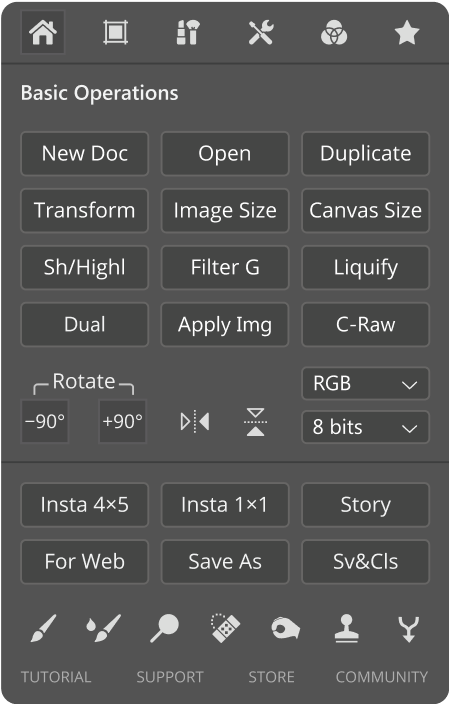 Basic Operations
New Doc Open Duplicate
Transform Image Size Canvas Size
Sh/Highl Filter G Liquify
Dual Apply Img C-Raw
Rotate RGB
−90° +90° 8 bits
Insta 4×5 Insta 1×1 Story
For Web Save As Sv&Cls
TUTORIAL SUPPORT STORE COMMUNITY